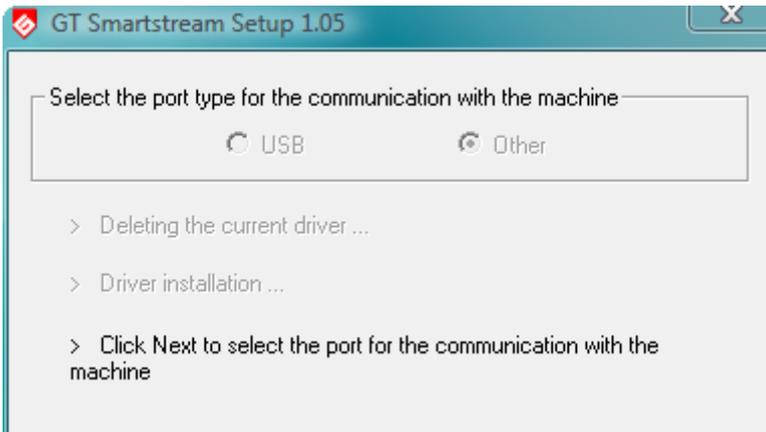 GT Smartstream Setup 1.05
Select the port type for the communication with the machine
USB Other
> Deleting the current driver ...
> Driver installation ...
> Click Next to select the port for the communication with the
machine